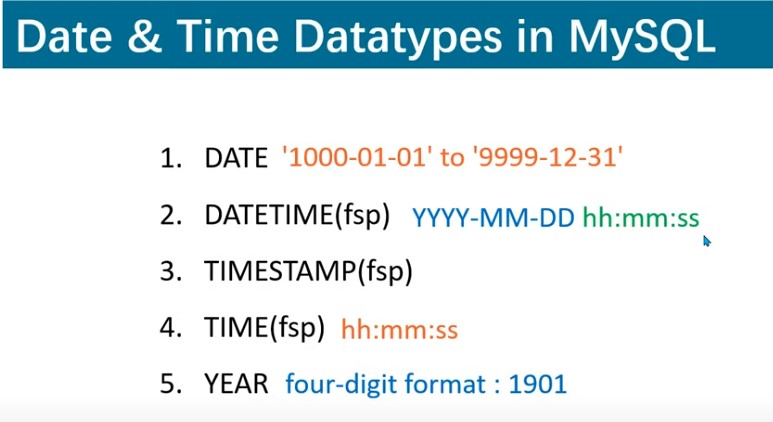 Date & Time Datatypes in MySQL
1. DATE '1000-01-01' to '9999-12-31'
2. DATETIME(fsp) YYYY-MM-DD hh:mm:ss
3. TIMESTAMP(fsp)
4. TIME(fsp) hh:mm:ss
5. YEAR four-digit format : 1901